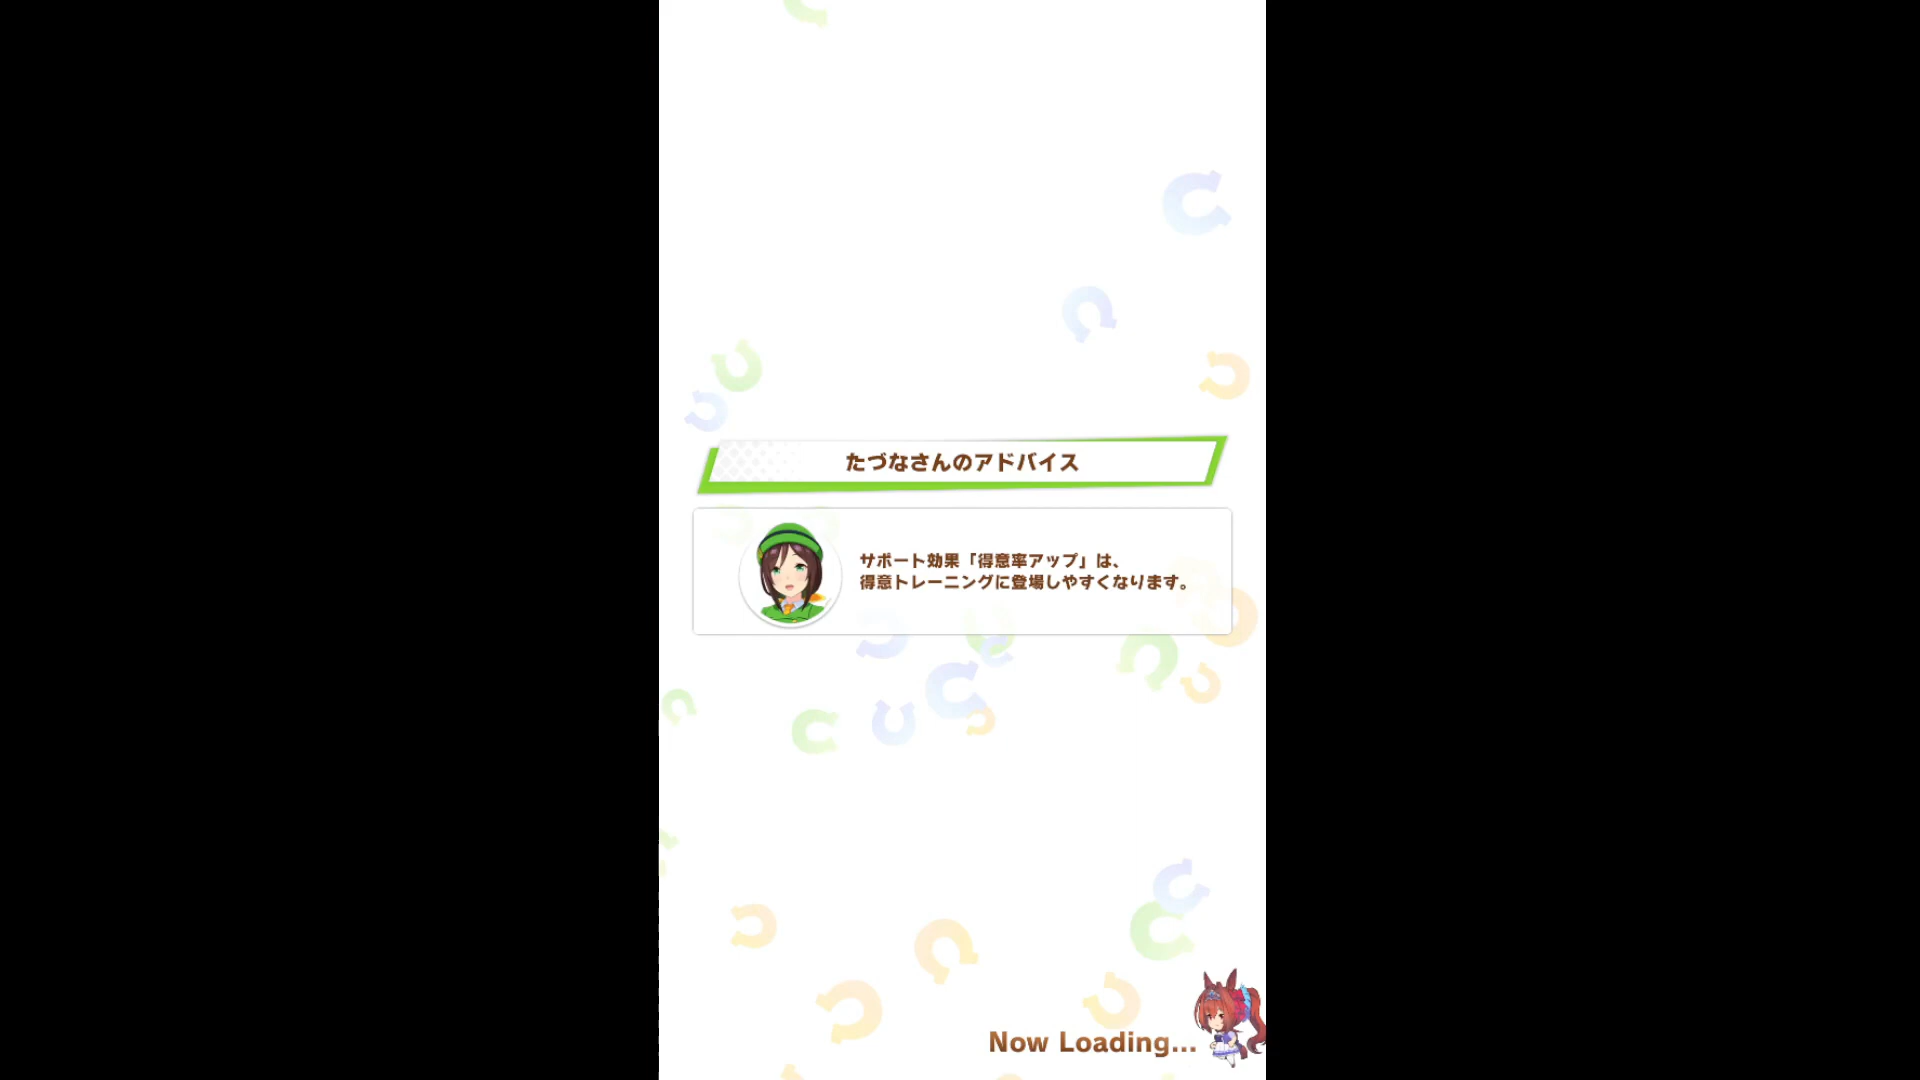 たづなさんのアドバイス
サポート効果「得意率アップ」は、
得意トレーニングに登場しやすくなります。
Now Loading...